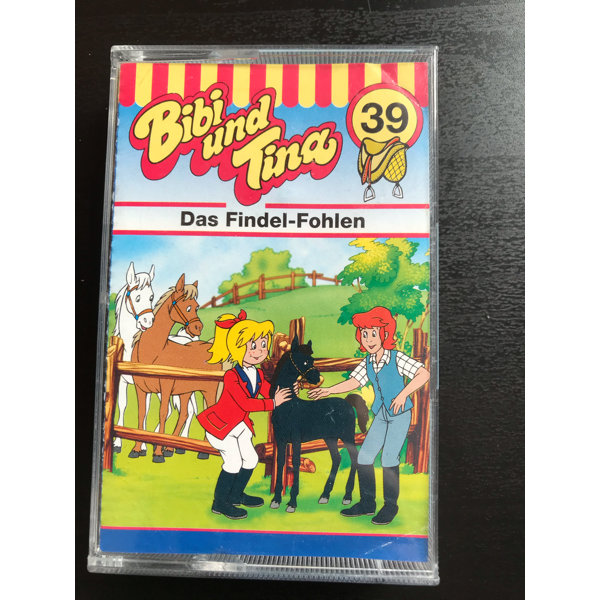 Bibi
und
Tina
39
Das Findel-Fohlen